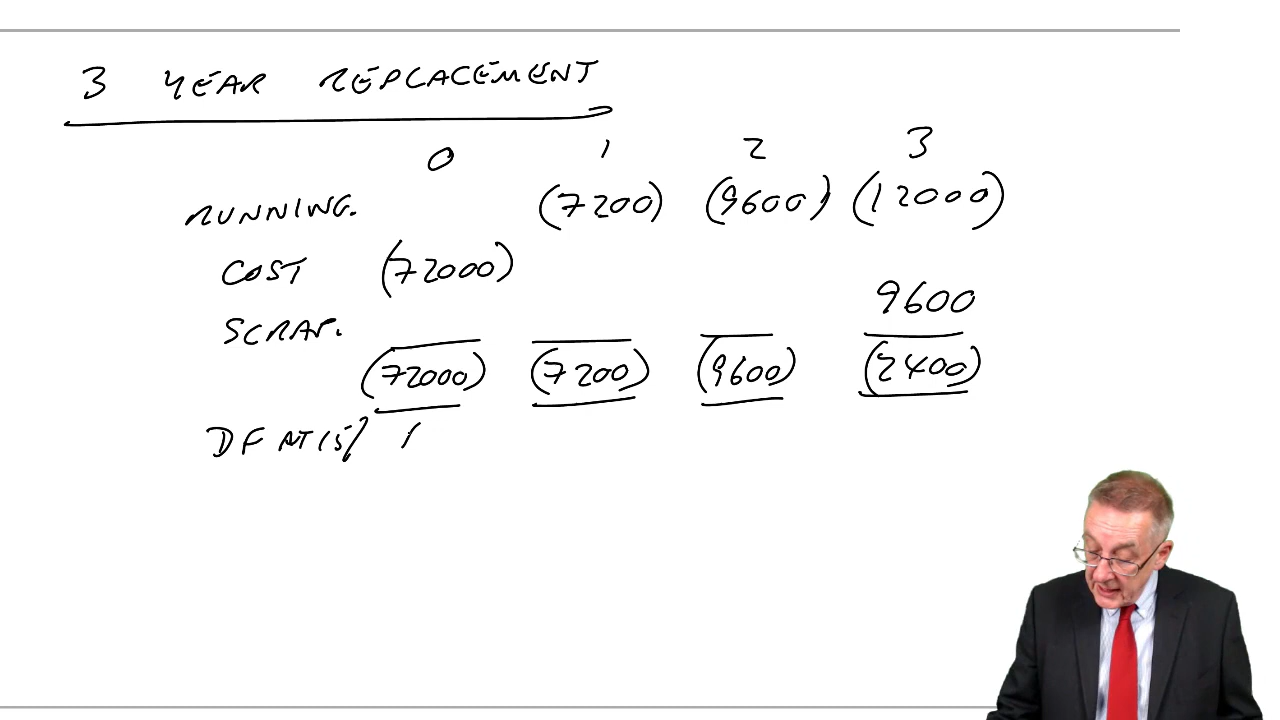 3 YEAR REPLACEMENT
0 1 2 3
RUNNING. (7200) (9600) (12000)
COST (72000)
SCRAP. 9600
(72000) (7200) (9600) (2400)
DF AT 15% 1